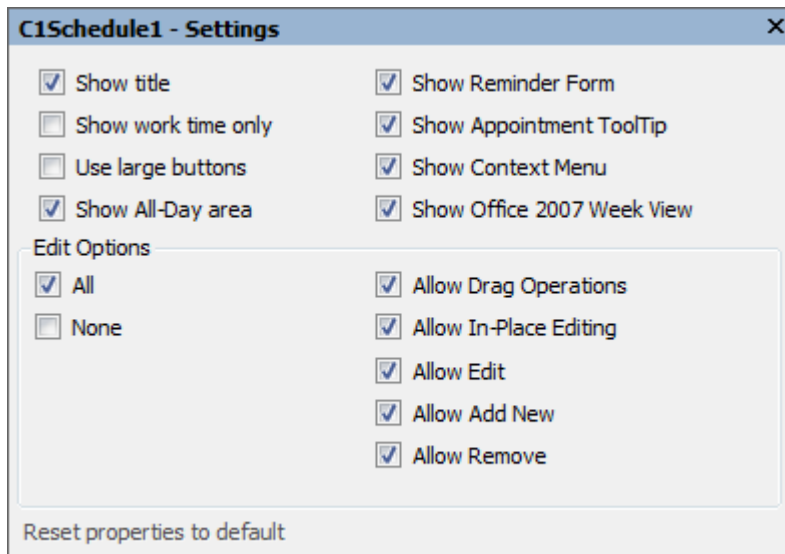 C1Schedule1 - Settings
Show title
Show work time only
Use large buttons
Show All-Day area
Show Reminder Form
Show Appointment ToolTip
Show Context Menu
Show Office 2007 Week View
Edit Options
All
None
Allow Drag Operations
Allow In-Place Editing
Allow Edit
Allow Add New
Allow Remove
Reset properties to default